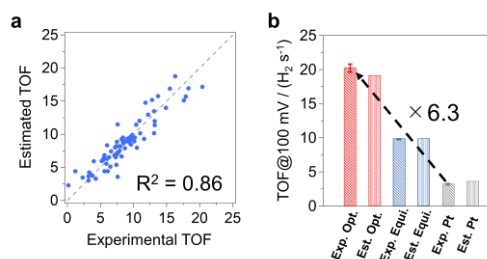 a
25
20
15
10
5
0
Estimated TOF
R² = 0.86
0 5 10 15 20 25
Experimental TOF
b
TOF@100 mV / (H₂ s⁻¹)
20
15
10
5
0
× 6.3
Exp. Opt.
Est. Opt.
Exp. Equi.
Est. Equi.
Exp. Pt
Est. Pt